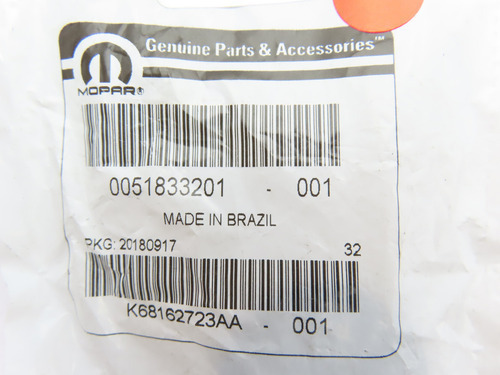 Genuine Parts & Accessories™
MOPAR®
0051833201 - 001
MADE IN BRAZIL
PKG: 20180917 32
K68162723AA - 001